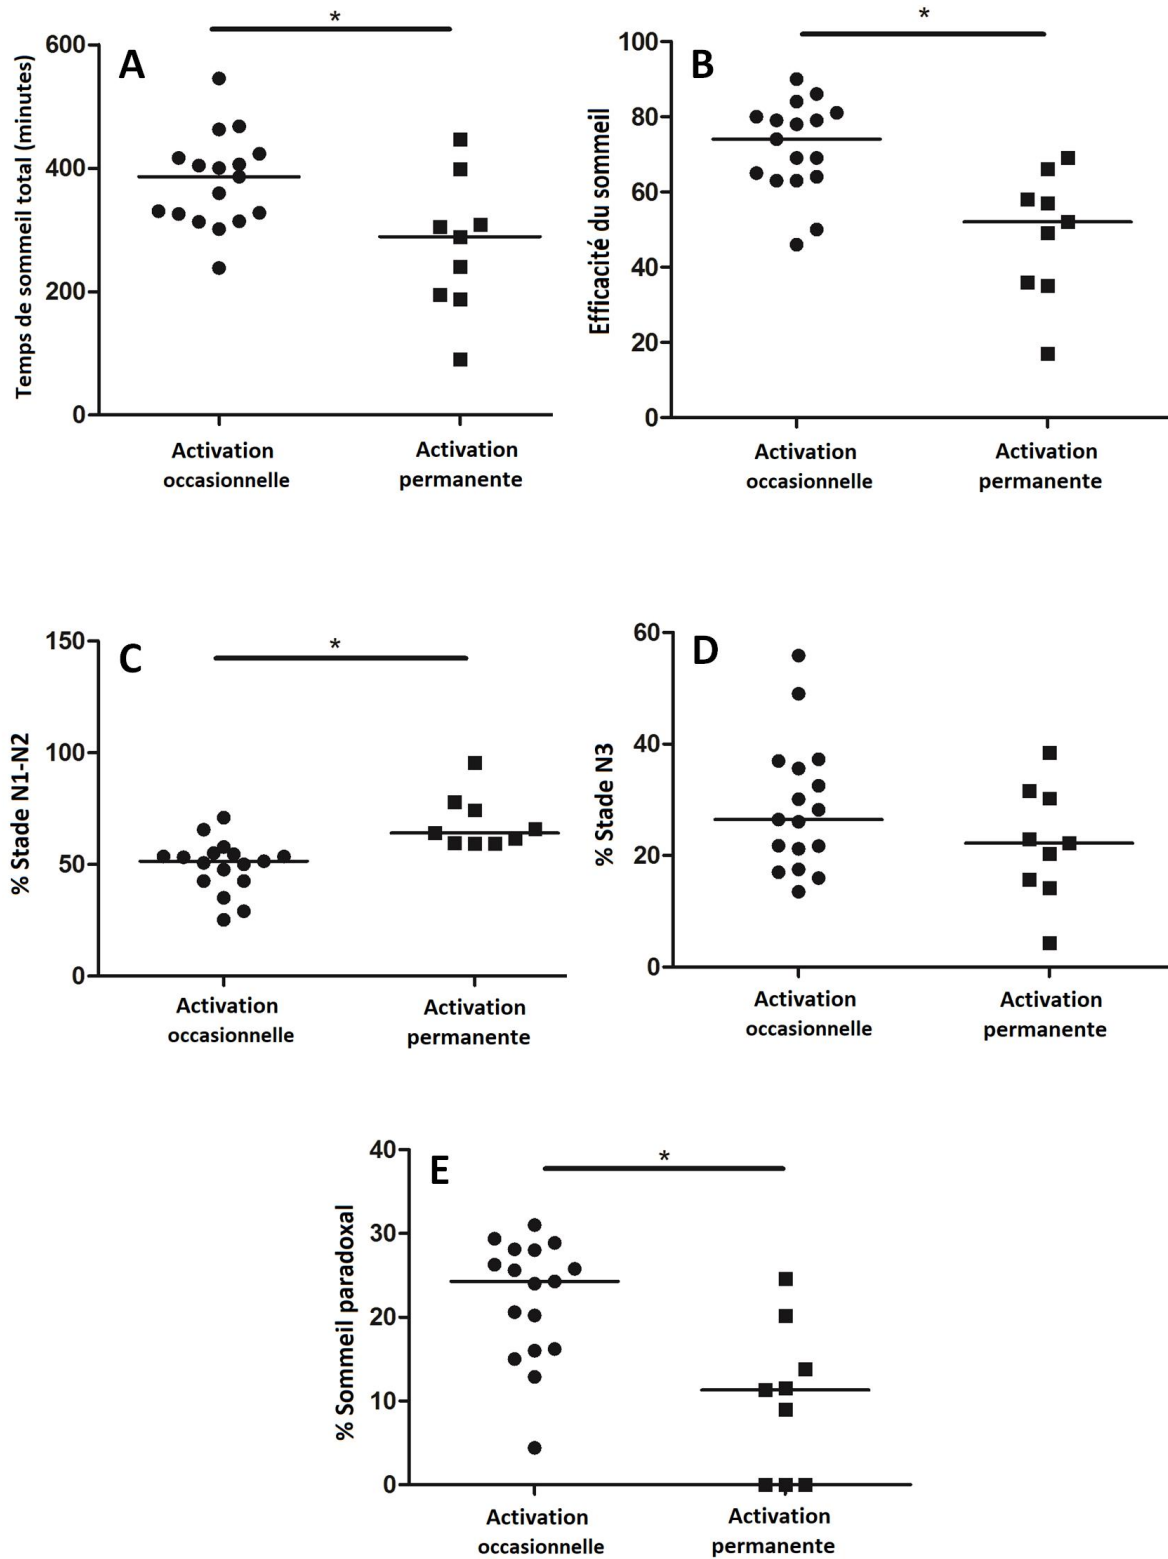 *
A
Temps de sommeil total (minutes)
600
400
200
0
Activation
occasionnelle
Activation
permanente
*
B
Efficacité du sommeil
100
80
60
40
20
0
Activation
occasionnelle
Activation
permanente
*
C
% Stade N1-N2
150
100
50
0
Activation
occasionnelle
Activation
permanente
D
% Stade N3
60
40
20
0
Activation
occasionnelle
Activation
permanente
*
E
% Sommeil paradoxal
40
30
20
10
0
Activation
occasionnelle
Activation
permanente